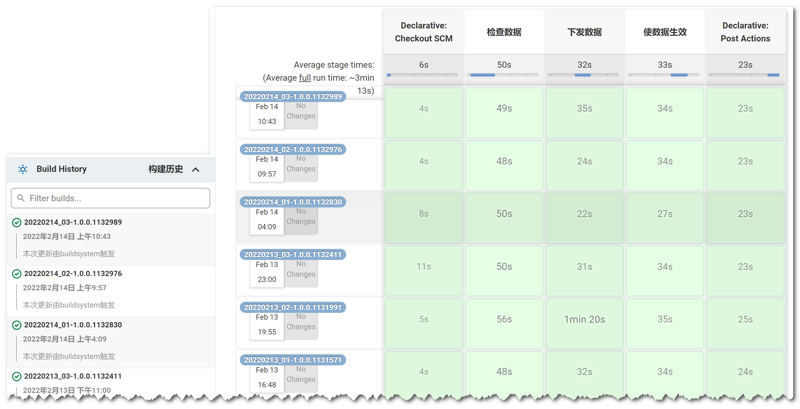 Declarative:
Checkout SCM
检查数据
下发数据
使数据生效
Declarative:
Post Actions
Average stage times:
(Average full run time: ~3min
13s)
6s
50s
32s
33s
23s
20220214_03-1.0.0.1132989
Feb 14
10:43
No
Changes
4s
49s
35s
34s
23s
20220214_02-1.0.0.1132976
Feb 14
09:57
No
Changes
4s
48s
24s
34s
23s
20220214_01-1.0.0.1132830
Feb 14
04:09
No
Changes
8s
50s
22s
27s
23s
20220213_03-1.0.0.1132411
Feb 13
23:00
No
Changes
11s
50s
31s
34s
23s
20220213_02-1.0.0.1131991
Feb 13
19:55
No
Changes
5s
56s
1min 20s
35s
25s
20220213_01-1.0.0.1131571
Feb 13
16:48
No
Changes
4s
48s
32s
34s
24s
Build History
构建历史
Filter builds...
20220214_03-1.0.0.1132989
2022年2月14日 上午10:43
本次更新由buildsystem触发
20220214_02-1.0.0.1132976
2022年2月14日 上午9:57
本次更新由buildsystem触发
20220214_01-1.0.0.1132830
2022年2月14日 上午4:09
本次更新由buildsystem触发
20220213_03-1.0.0.1132411
2022年2月13日 下午11:00